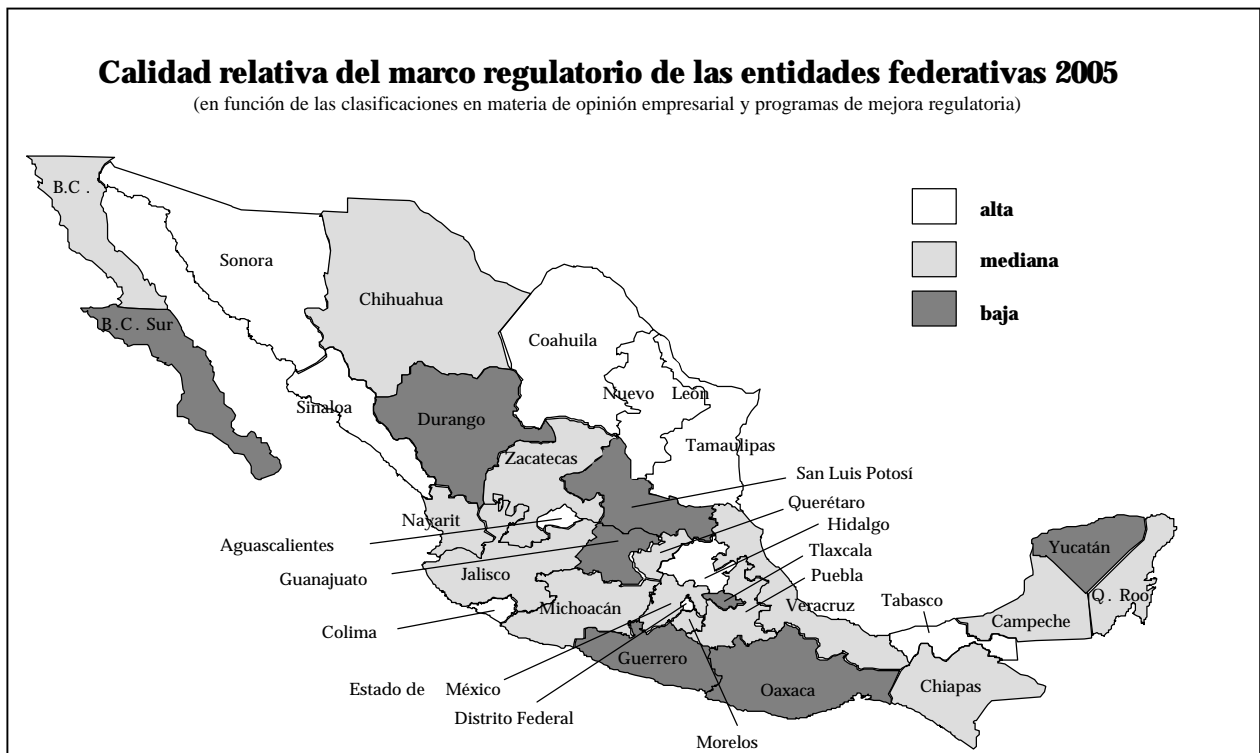 Calidad relativa del marco regulatorio de las entidades federativas 2005
(en función de las clasificaciones en materia de opinión empresarial y programas de mejora regulatoria)
B.C .
alta
Sonora
mediana
Chihuahua
baja
B.C. Sur
Coahuila
Nuevo León
Sinaloa
Durango
Tamaulipas
Zacatecas
San Luis Potosí
Querétaro
Nayarit
Hidalgo
Aguascalientes
Tlaxcala
Yucatán
Guanajuato
Jalisco
Puebla
Q. Roo
Michoacán
Veracruz
Tabasco
Campeche
Colima
Guerrero
Estado de México
Oaxaca
Chiapas
Distrito Federal
Morelos